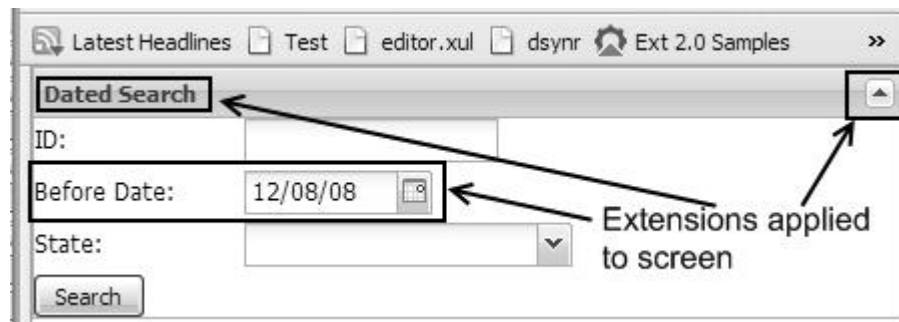 Latest Headlines Test editor.xul dsynr Ext 2.0 Samples »
Dated Search
ID:
Before Date: 12/08/08
State:
Extensions applied
to screen
Search